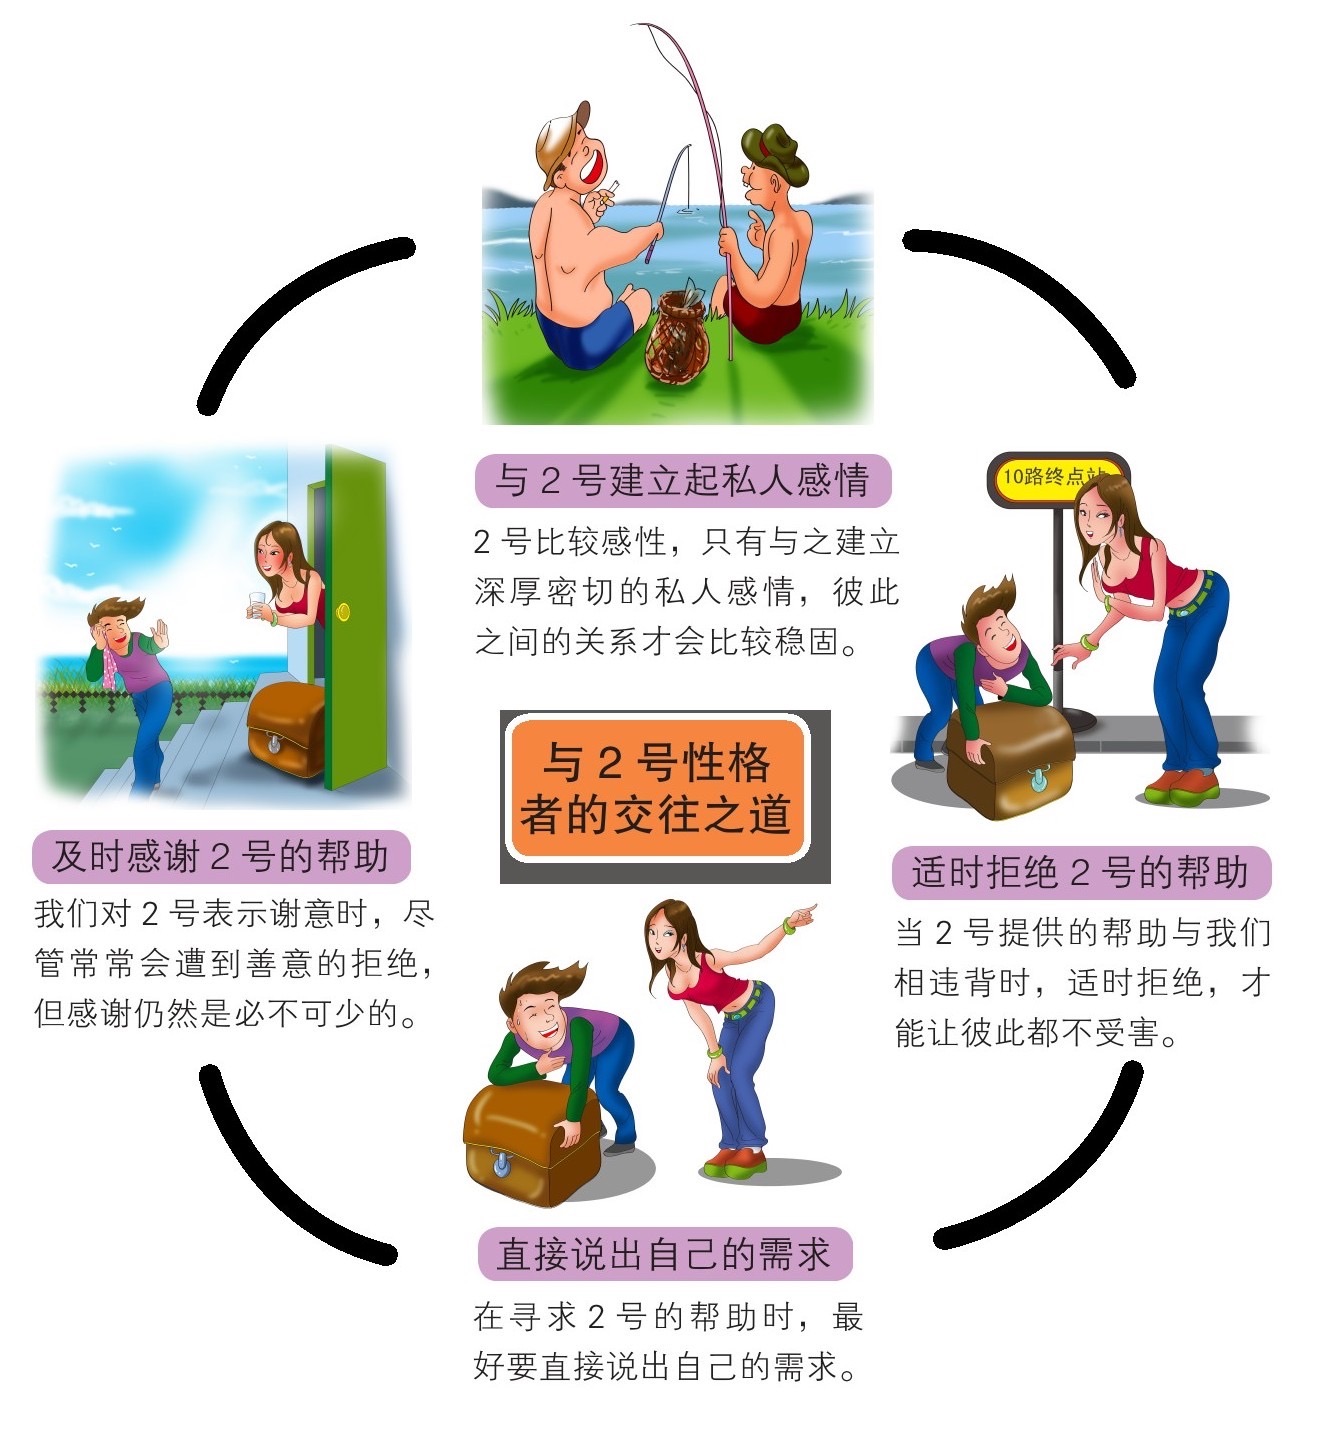 与 2 号建立起私人感情
2 号比较感性，只有与之建立
深厚密切的私人感情，彼此
之间的关系才会比较稳固。
10路终点站
适时拒绝 2 号的帮助
当 2 号提供的帮助与我们
相违背时，适时拒绝，才
能让彼此都不受害。
与 2 号性格
者的交往之道
及时感谢 2 号的帮助
我们对 2 号表示谢意时，尽
管常常会遭到善意的拒绝，
但感谢仍然是必不可少的。
直接说出自己的需求
在寻求 2 号的帮助时，最
好要直接说出自己的需求。